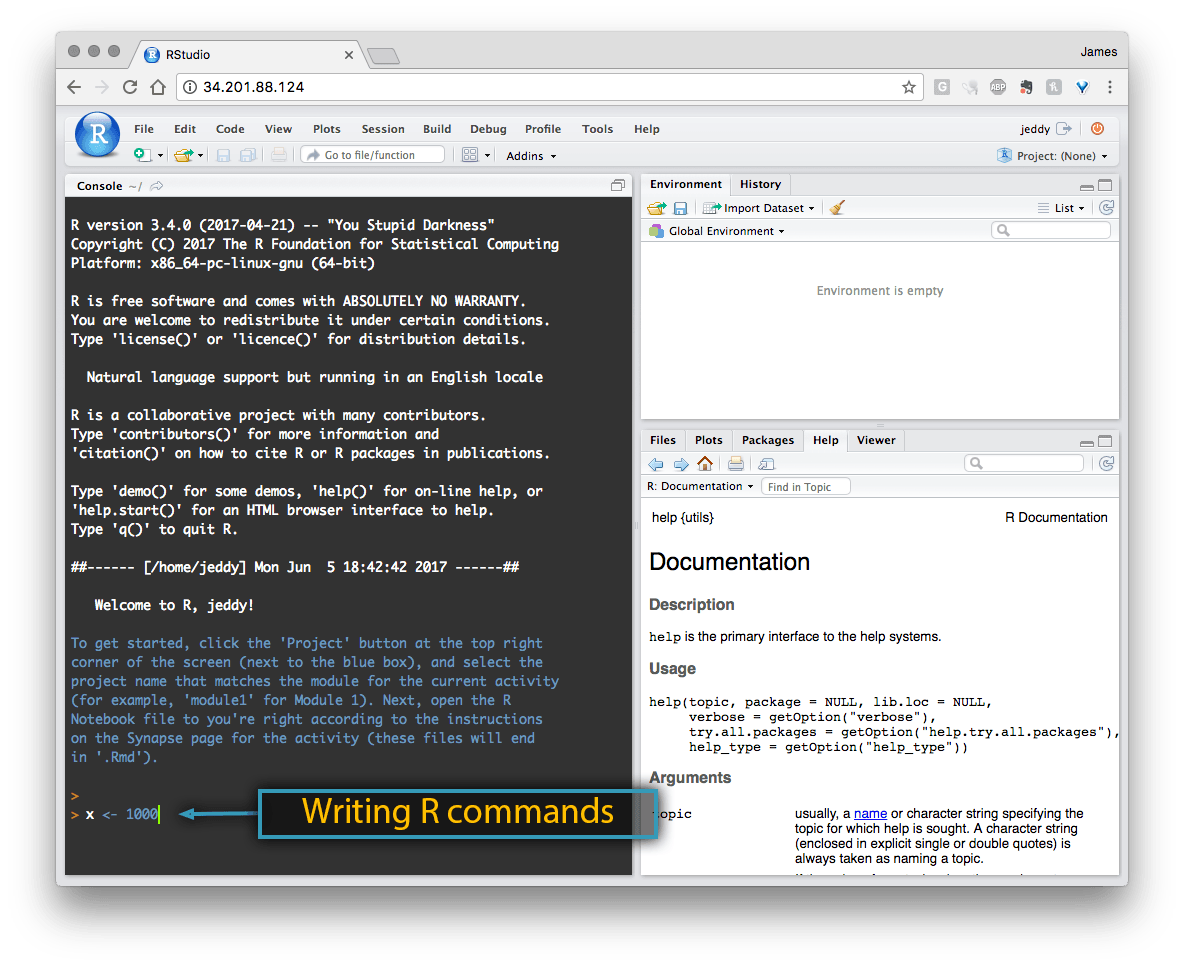 RStudio
James
34.201.88.124
R
File Edit Code View Plots Session Build Debug Profile Tools Help
jeddy
Go to file/function
Addins
Project: (None)
Console ~/
R version 3.4.0 (2017-04-21) -- "You Stupid Darkness"
Copyright (C) 2017 The R Foundation for Statistical Computing
Platform: x86_64-pc-linux-gnu (64-bit)
R is free software and comes with ABSOLUTELY NO WARRANTY.
You are welcome to redistribute it under certain conditions.
Type 'license()' or 'licence()' for distribution details.
Natural language support but running in an English locale
R is a collaborative project with many contributors.
Type 'contributors()' for more information and
'citation()' on how to cite R or R packages in publications.
Type 'demo()' for some demos, 'help()' for on-line help, or
'help.start()' for an HTML browser interface to help.
Type 'q()' to quit R.
##------ [/home/jeddy] Mon Jun  5 18:42:42 2017 ------##
Welcome to R, jeddy!
To get started, click the 'Project' button at the top right
corner of the screen (next to the blue box), and select the
project name that matches the module for the current activity
(for example, 'module1' for Module 1). Next, open the R
Notebook file to you're right according to the instructions
on the Synapse page for the activity (these files will end
in '.Rmd').
>
> x <- 1000
Writing R commands
Environment History
Import Dataset
List
Global Environment
Environment is empty
Files Plots Packages Help Viewer
R: Documentation
Find in Topic
help {utils}
R Documentation
Documentation
Description
help is the primary interface to the help systems.
Usage
help(topic, package = NULL, lib.loc = NULL,
verbose = getOption("verbose"),
try.all.packages = getOption("help.try.all.packages"),
help_type = getOption("help_type"))
Arguments
topic
usually, a name or character string specifying the
topic for which help is sought. A character string
(enclosed in explicit single or double quotes) is
always taken as naming a topic.